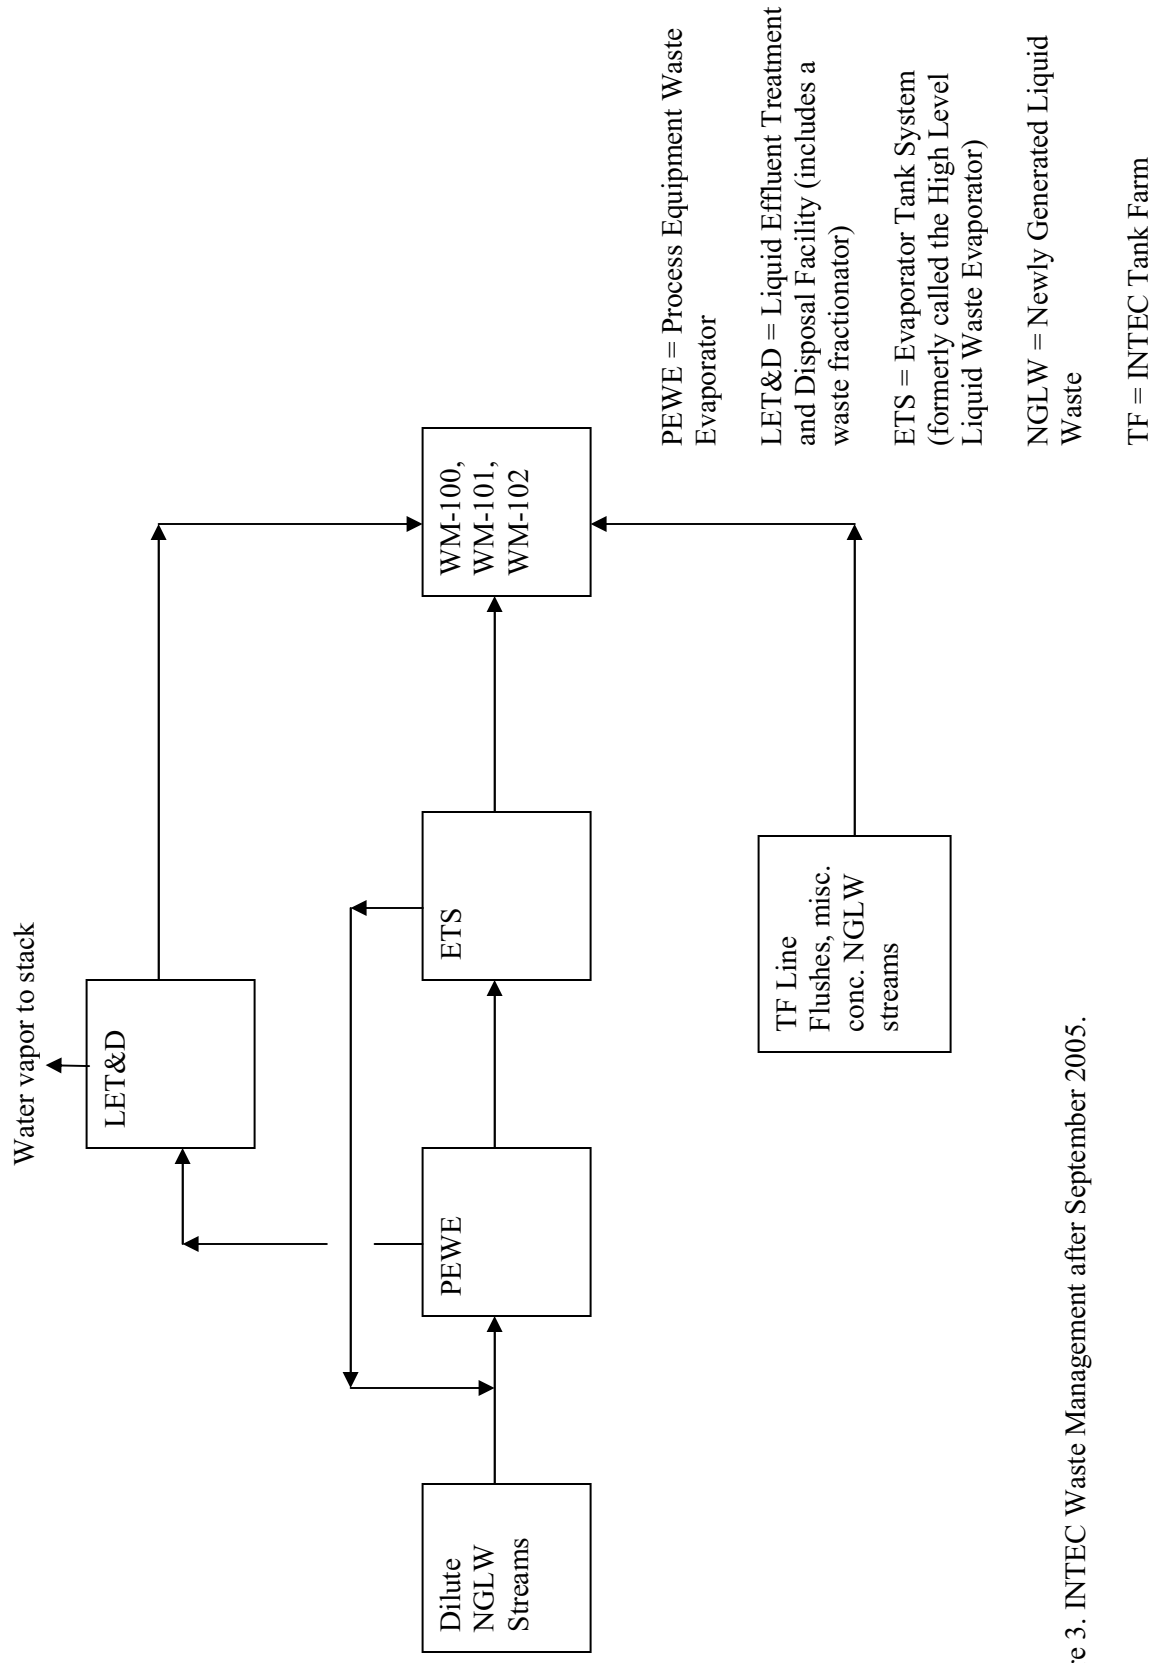 Water vapor to stack
LET&D
Dilute
NGLW
Streams
PEWE
ETS
WM-100,
WM-101,
WM-102
TF Line
Flushes, misc.
conc. NGLW
streams
PEWE = Process Equipment Waste
Evaporator
LET&D = Liquid Effluent Treatment
and Disposal Facility (includes a
waste fractionator)
ETS = Evaporator Tank System
(formerly called the High Level
Liquid Waste Evaporator)
NGLW = Newly Generated Liquid
Waste
TF = INTEC Tank Farm
re 3. INTEC Waste Management after September 2005.